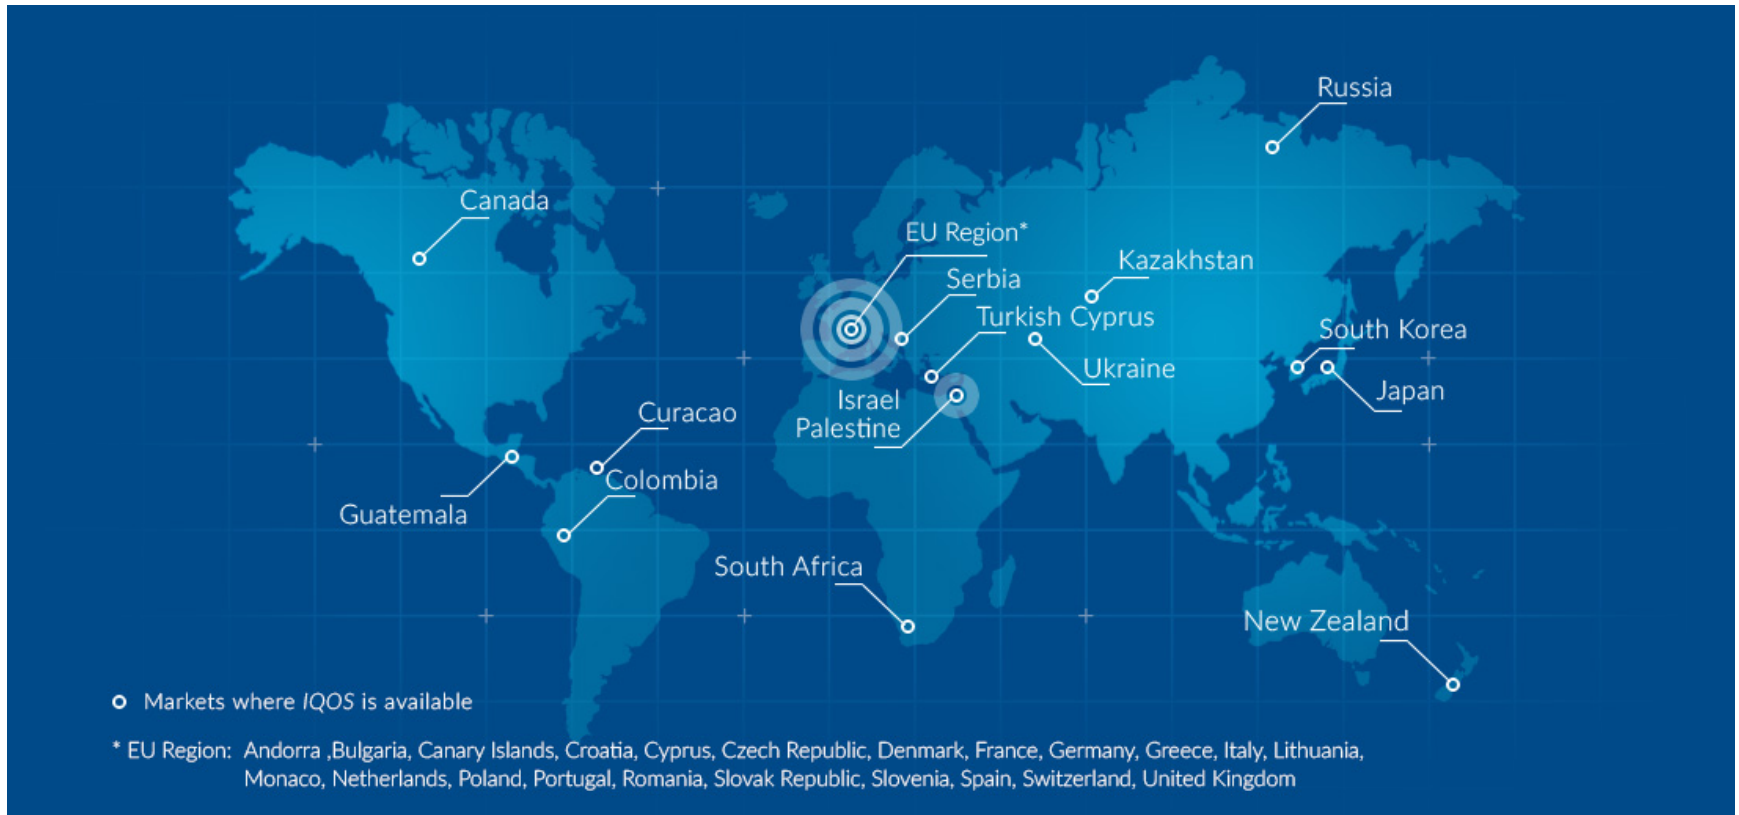 Russia
Canada
EU Region*
Kazakhstan
Serbia
Turkish Cyprus
South Korea
Ukraine
Japan
Israel
Palestine
Curacao
Colombia
Guatemala
South Africa
New Zealand
Markets where IQOS is available
* EU Region: Andorra ,Bulgaria, Canary Islands, Croatia, Cyprus, Czech Republic, Denmark, France, Germany, Greece, Italy, Lithuania,
Monaco, Netherlands, Poland, Portugal, Romania, Slovak Republic, Slovenia, Spain, Switzerland, United Kingdom